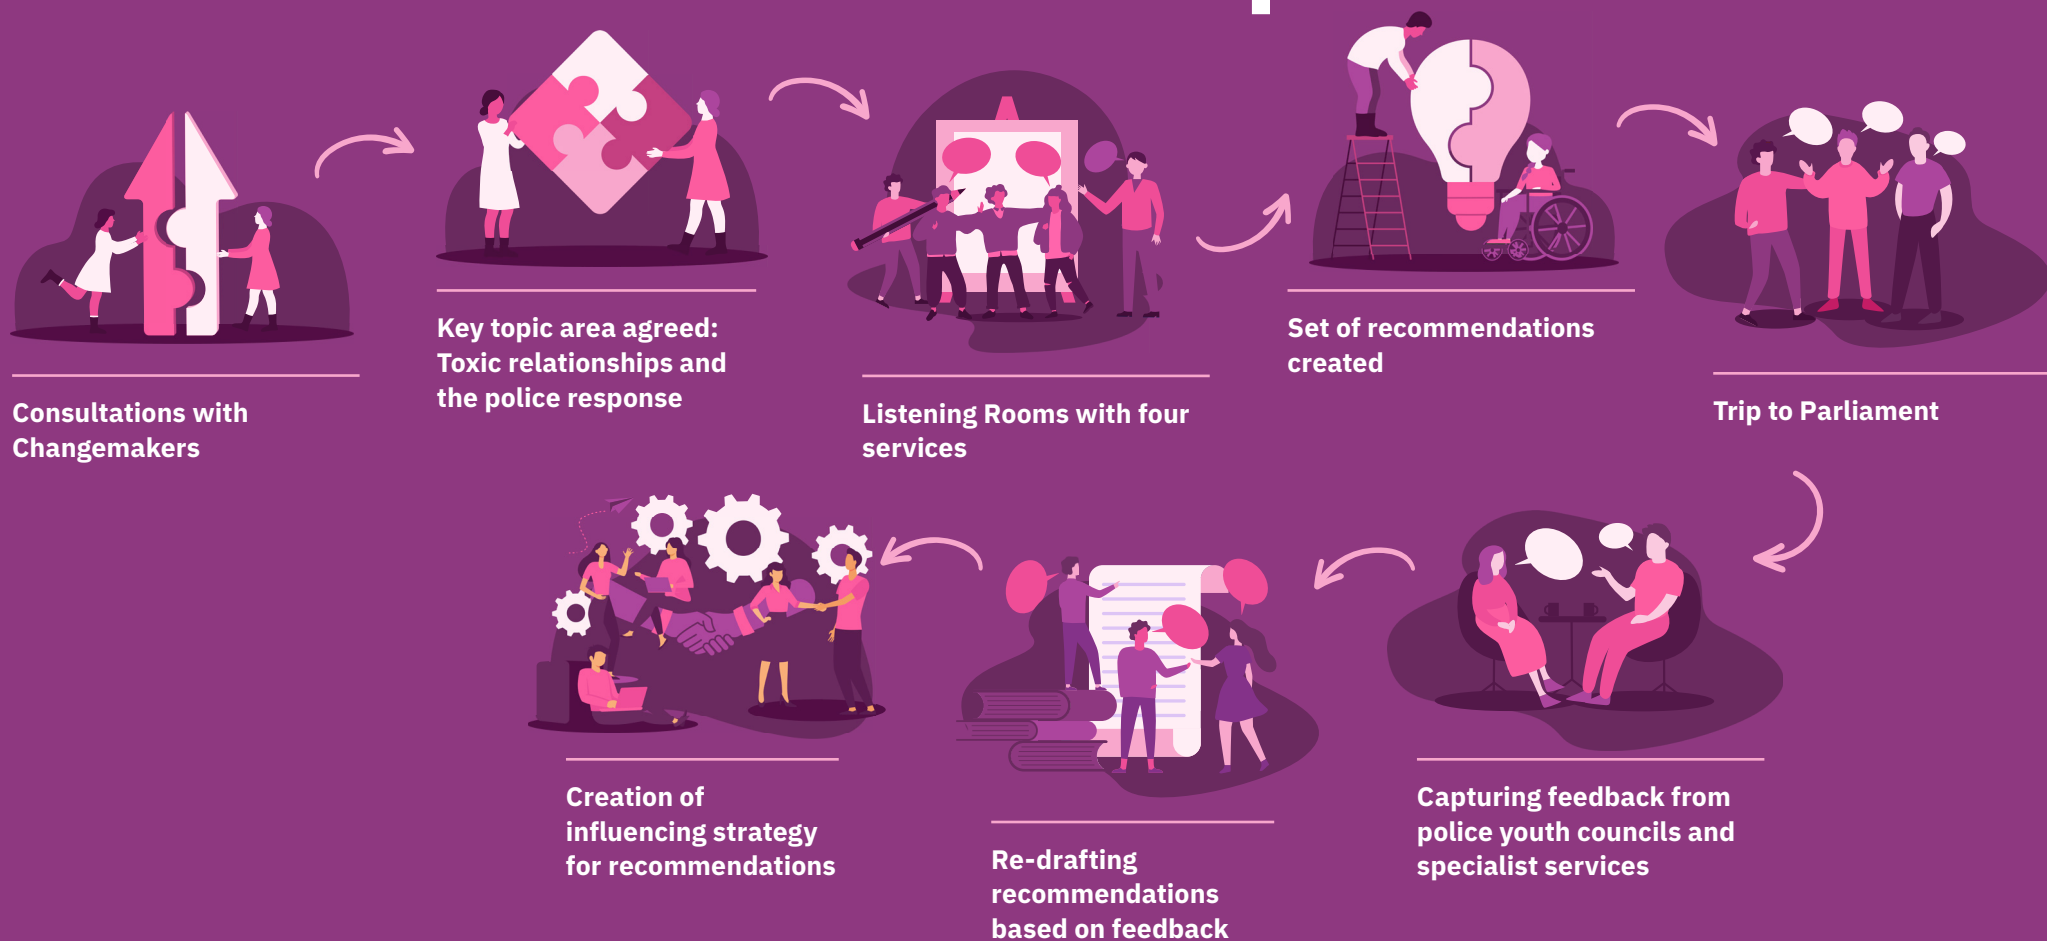 Consultations with
Changemakers
Key topic area agreed:
Toxic relationships and
the police response
Listening Rooms with four
services
Set of recommendations
created
Trip to Parliament
Capturing feedback from
police youth councils and
specialist services
Re-drafting
recommendations
based on feedback
Creation of
influencing strategy
for recommendations